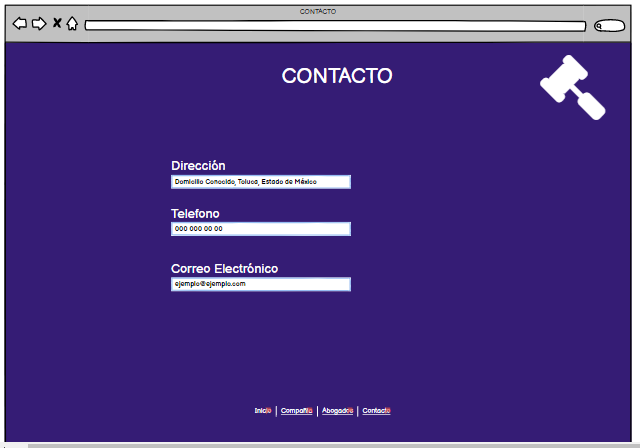 CONTACTO
CONTACTO
Dirección
Domicilio Conocido, Toluca, Estado de México
Telefono
000 000 00 00
Correo Electrónico
ejemplo@ejemplo.com
Inicio | Compañia | Abogados | Contacto